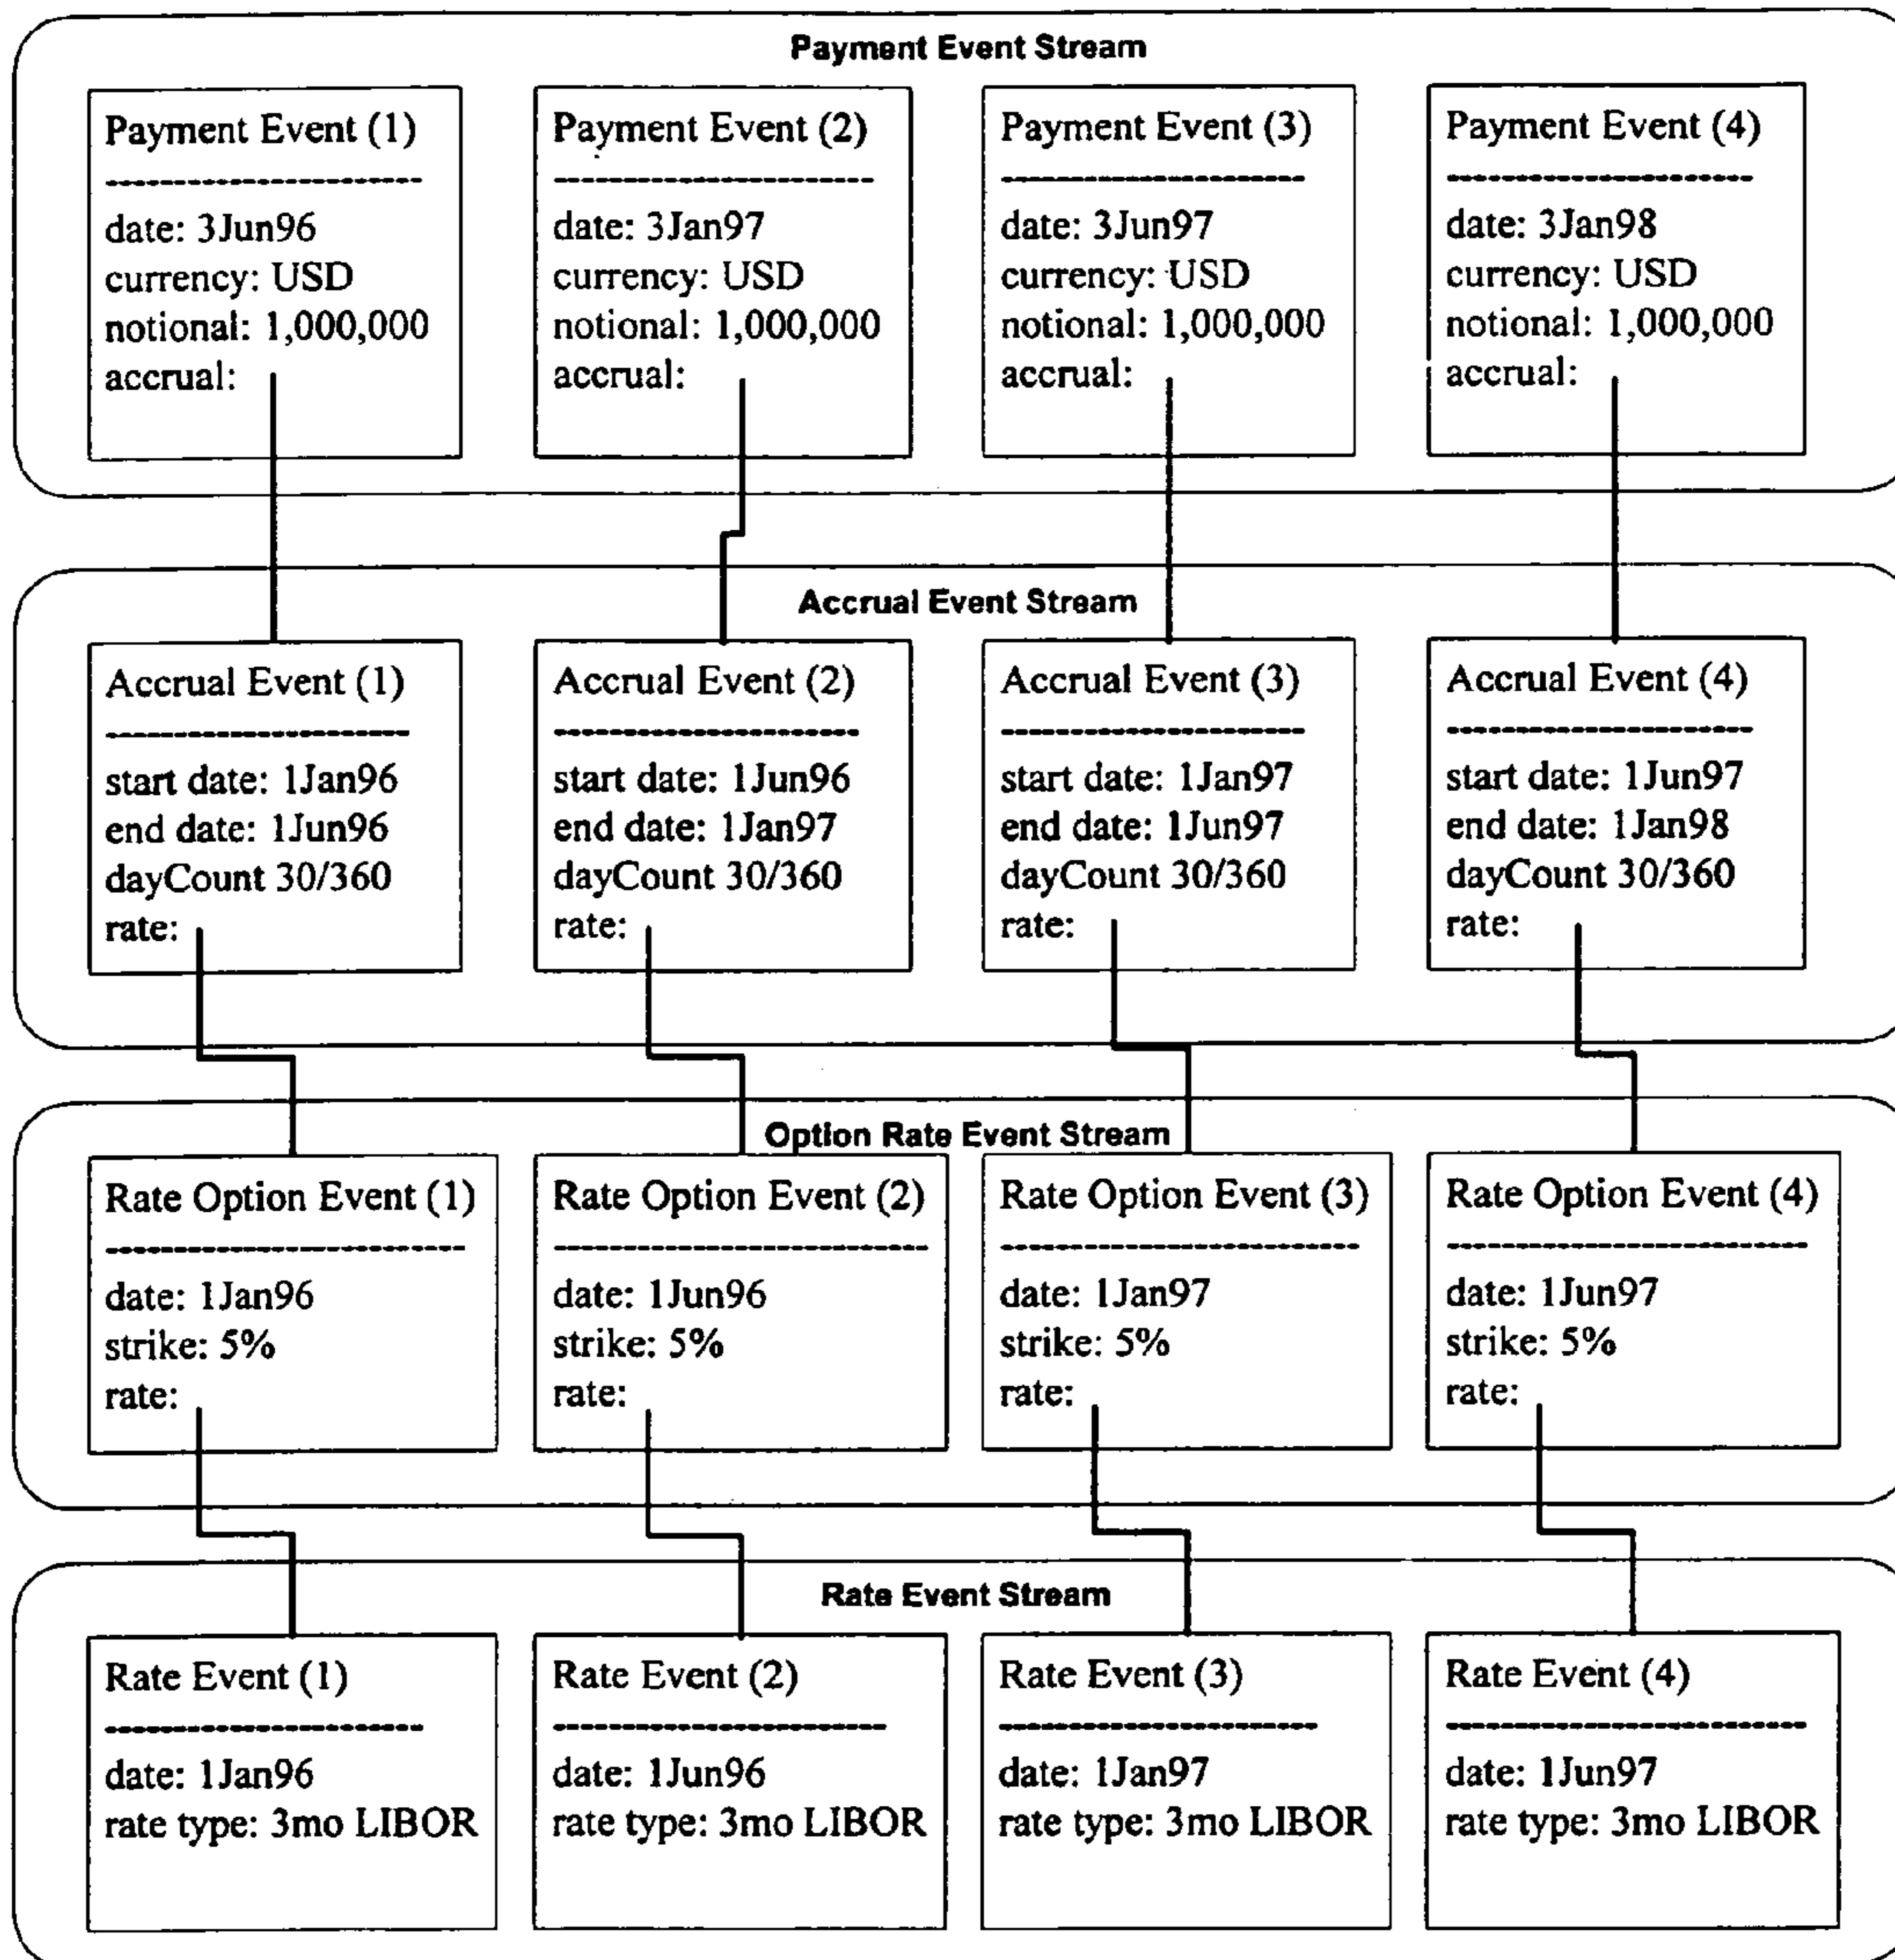 Payment Event Stream
Payment Event (1)
date: 3Jun96
currency: USD
notional: 1,000,000
accrual:
Payment Event (2)
date: 3Jan97
currency: USD
notional: 1,000,000
accrual:
Payment Event (3)
date: 3Jun97
currency: USD
notional: 1,000,000
accrual:
Payment Event (4)
date: 3Jan98
currency: USD
notional: 1,000,000
accrual:
Accrual Event Stream
Accrual Event (1)
start date: 1Jan96
end date: 1Jun96
dayCount 30/360
rate:
Accrual Event (2)
start date: 1Jun96
end date: 1Jan97
dayCount 30/360
rate:
Accrual Event (3)
start date: 1Jan97
end date: 1Jun97
dayCount 30/360
rate:
Accrual Event (4)
start date: 1Jun97
end date: 1Jan98
dayCount 30/360
rate:
Option Rate Event Stream
Rate Option Event (1)
date: 1Jan96
strike: 5%
rate:
Rate Option Event (2)
date: 1Jun96
strike: 5%
rate:
Rate Option Event (3)
date: 1Jan97
strike: 5%
rate:
Rate Option Event (4)
date: 1Jun97
strike: 5%
rate:
Rate Event Stream
Rate Event (1)
date: 1Jan96
rate type: 3mo LIBOR
Rate Event (2)
date: 1Jun96
rate type: 3mo LIBOR
Rate Event (3)
date: 1Jan97
rate type: 3mo LIBOR
Rate Event (4)
date: 1Jun97
rate type: 3mo LIBOR